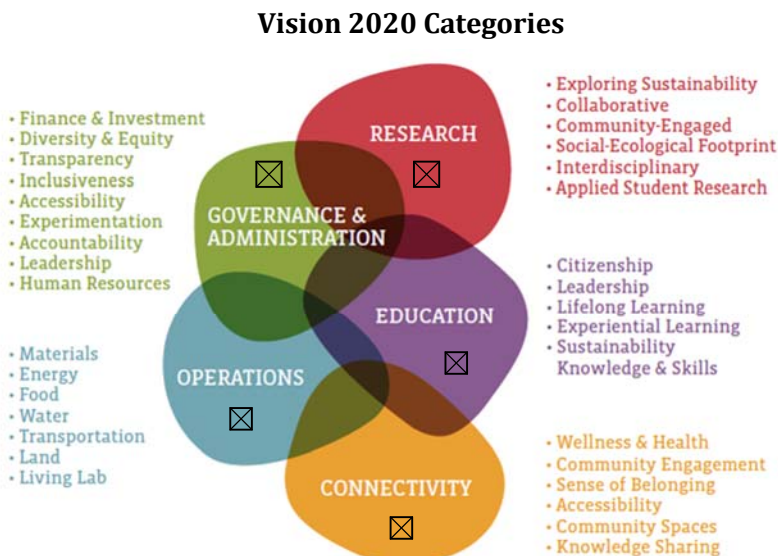 Vision 2020 Categories
• Finance & Investment
• Diversity & Equity
• Transparency
• Inclusiveness
• Accessibility
• Experimentation
• Accountability
• Leadership
• Human Resources
RESEARCH
• Exploring Sustainability
• Collaborative
• Community-Engaged
• Social-Ecological Footprint
• Interdisciplinary
• Applied Student Research
GOVERNANCE &
ADMINISTRATION
EDUCATION
• Citizenship
• Leadership
• Lifelong Learning
• Experiential Learning
• Sustainability
Knowledge & Skills
• Materials
• Energy
• Food
• Water
• Transportation
• Land
• Living Lab
OPERATIONS
CONNECTIVITY
• Wellness & Health
• Community Engagement
• Sense of Belonging
• Accessibility
• Community Spaces
• Knowledge Sharing